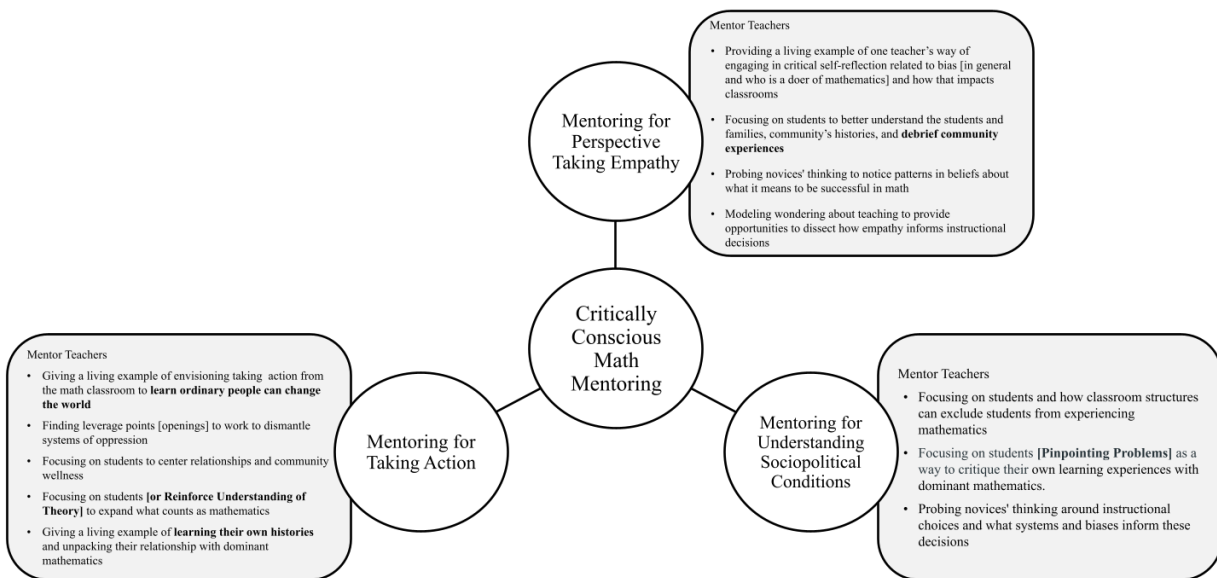 Mentor Teachers
• Providing a living example of one teacher's way of
engaging in critical self-reflection related to bias [in general
and who is a doer of mathematics] and how that impacts
classrooms
• Focusing on students to better understand the students and
families, community's histories, and debrief community
experiences
• Probing novices' thinking to notice patterns in beliefs about
what it means to be successful in math
• Modeling wondering about teaching to provide
opportunities to dissect how empathy informs instructional
decisions
Mentoring for
Perspective
Taking Empathy
Critically
Conscious
Math
Mentoring
Mentor Teachers
• Giving a living example of envisioning taking action from
the math classroom to learn ordinary people can change
the world
• Finding leverage points [openings] to work to dismantle
systems of oppression
• Focusing on students to center relationships and community
wellness
• Focusing on students [or Reinforce Understanding of
Theory] to expand what counts as mathematics
• Giving a living example of learning their own histories
and unpacking their relationship with dominant
mathematics
Mentoring for
Taking Action
Mentoring for
Understanding
Sociopolitical
Conditions
Mentor Teachers
• Focusing on students and how classroom structures
can exclude students from experiencing
mathematics
• Focusing on students [Pinpointing Problems] as a
way to critique their own learning experiences with
dominant mathematics.
• Probing novices' thinking around instructional
choices and what systems and biases inform these
decisions